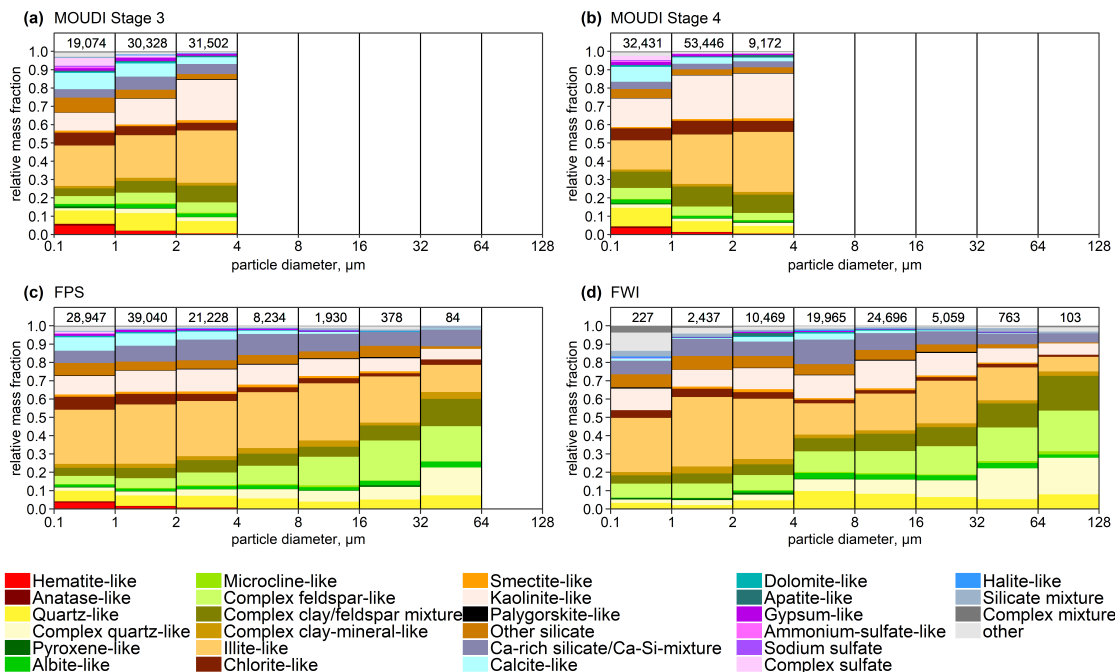 (a) MOUDI Stage 3
19,074 30,328 31,502
1.0
0.9
0.8
0.7
0.6
0.5
0.4
0.3
0.2
0.1
0.0
relative mass fraction
0.1 1 2 4 8 16 32 64 128
particle diameter, µm
(b) MOUDI Stage 4
32,431 53,446 9,172
1.0
0.9
0.8
0.7
0.6
0.5
0.4
0.3
0.2
0.1
0.0
relative mass fraction
0.1 1 2 4 8 16 32 64 128
particle diameter, µm
(c) FPS
28,947 39,040 21,228 8,234 1,930 378 84
1.0
0.9
0.8
0.7
0.6
0.5
0.4
0.3
0.2
0.1
0.0
relative mass fraction
0.1 1 2 4 8 16 32 64 128
particle diameter, µm
(d) FWI
227 2,437 10,469 19,965 24,696 5,059 763 103
1.0
0.9
0.8
0.7
0.6
0.5
0.4
0.3
0.2
0.1
0.0
relative mass fraction
0.1 1 2 4 8 16 32 64 128
particle diameter, µm
Hematite-like
Anatase-like
Quartz-like
Complex quartz-like
Pyroxene-like
Albite-like
Microcline-like
Complex feldspar-like
Complex clay/feldspar mixture
Complex clay-mineral-like
Illite-like
Chlorite-like
Smectite-like
Kaolinite-like
Palygorskite-like
Other silicate
Ca-rich silicate/Ca-Si-mixture
Calcite-like
Dolomite-like
Apatite-like
Gypsum-like
Ammonium-sulfate-like
Sodium sulfate
Complex sulfate
Halite-like
Silicate mixture
Complex mixture
other